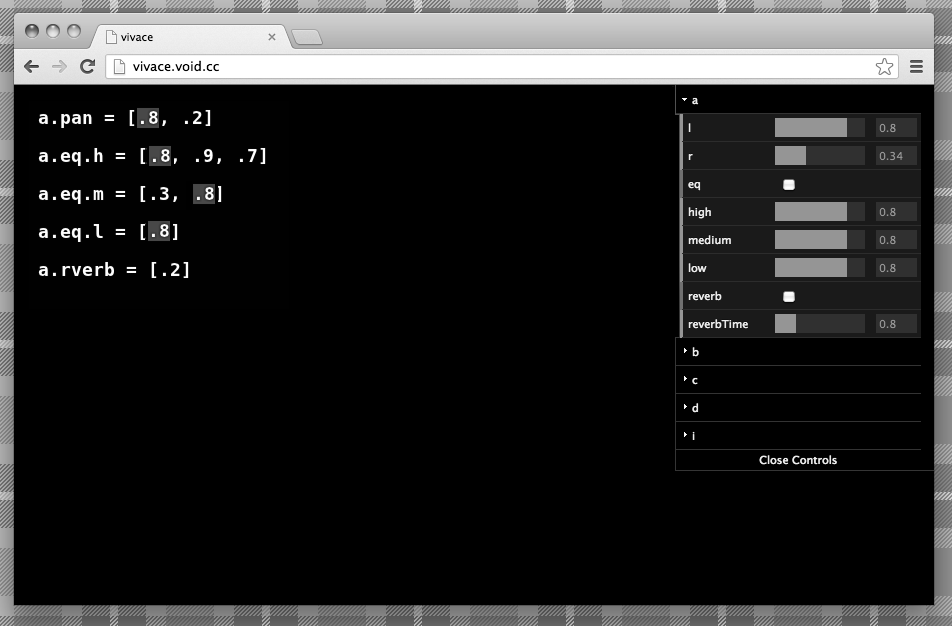 vivace
vivace.void.cc
a.pan = [.8, .2]
a.eq.h = [.8, .9, .7]
a.eq.m = [.3, .8]
a.eq.l = [.8]
a.rverb = [.2]
a
l 0.8
r 0.34
eq
high 0.8
medium 0.8
low 0.8
reverb
reverbTime 0.8
b
c
d
i
Close Controls